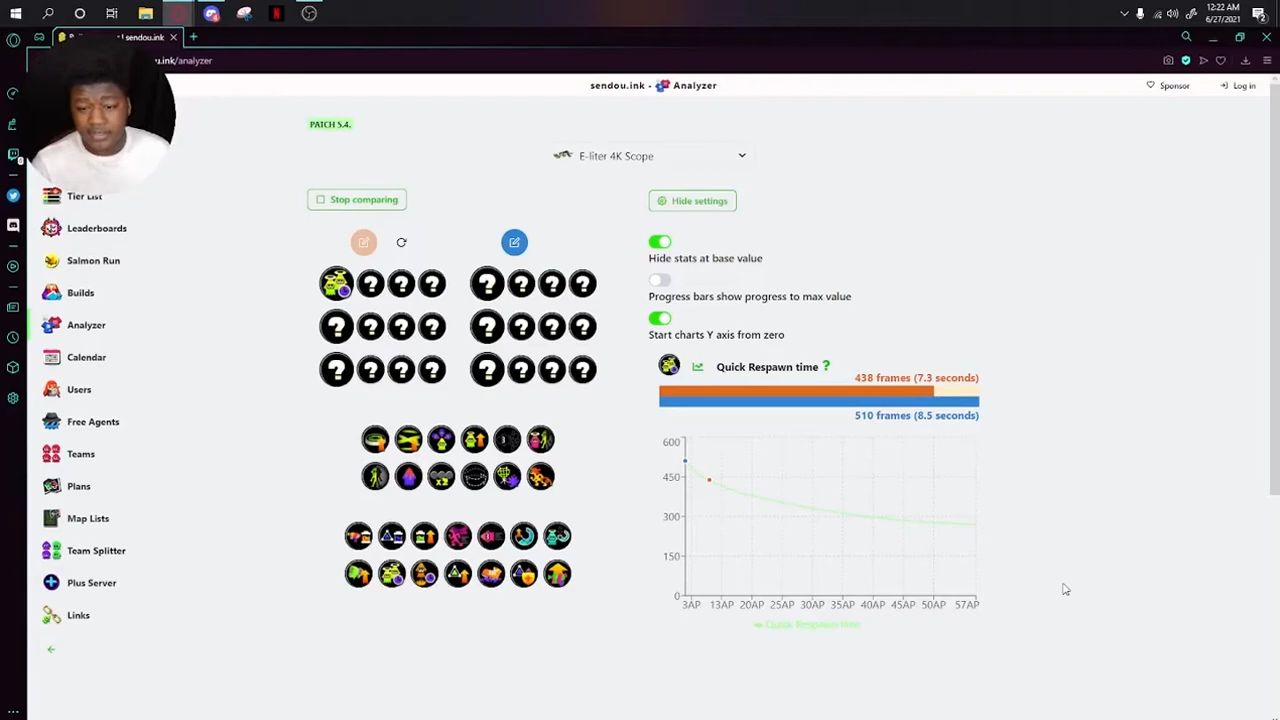 12:22 AM
6/27/2021
| sendou.ink
u.ink/analyzer
sendou.ink - Analyzer
Sponsor
Log in
PATCH 5.4.
E-liter 4K Scope
Stop comparing
Hide settings
Hide stats at base value
Progress bars show progress to max value
Start charts Y axis from zero
Quick Respawn time ?
438 frames (7.3 seconds)
510 frames (8.5 seconds)
600
450
300
150
0
3AP 13AP 20AP 25AP 30AP 35AP 40AP 45AP 50AP 57AP
Quick Respawn time
Tier List
Leaderboards
Salmon Run
Builds
Analyzer
Calendar
Users
Free Agents
Teams
Plans
Map Lists
Team Splitter
Plus Server
Links
? ? ? ? ? ? ?
? ? ? ? ? ? ? ?
? ? ? ? ? ? ? ?
x2